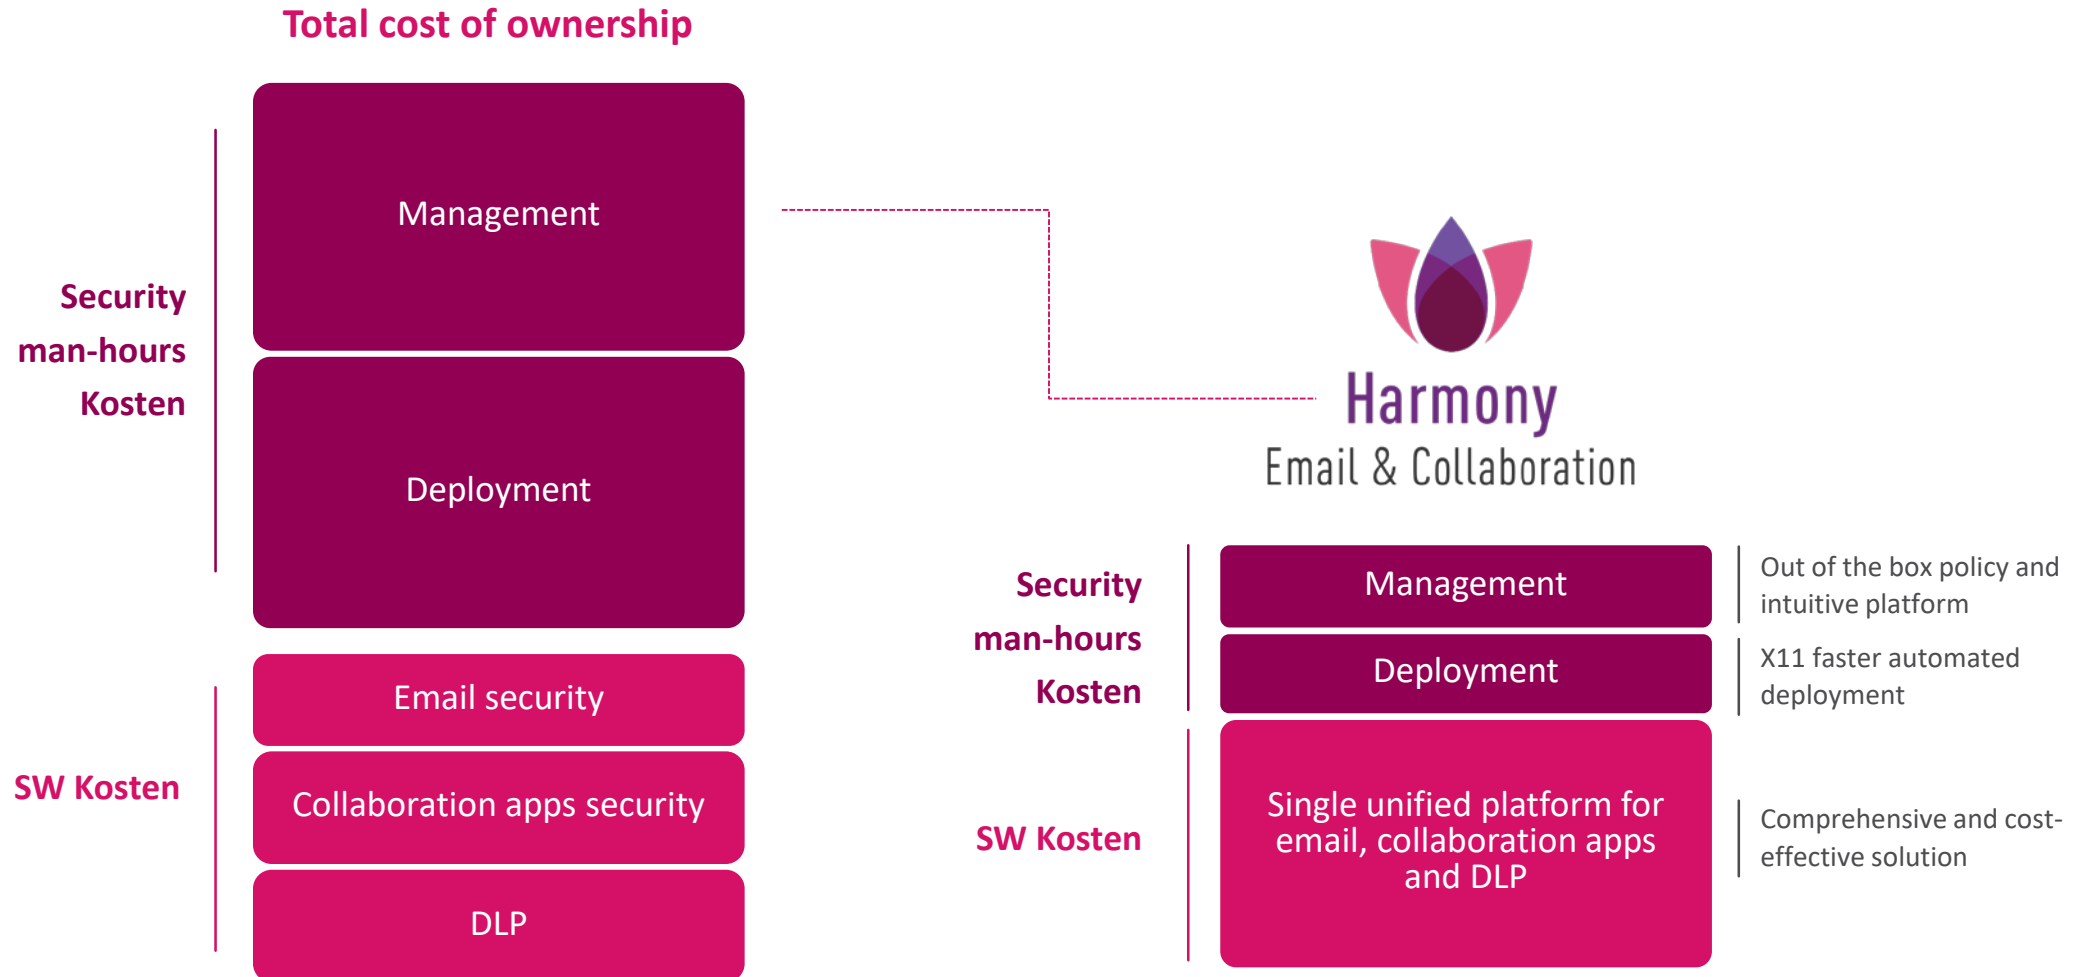 Total cost of ownership
Security
man-hours
Kosten
Management
Deployment
SW Kosten
Email security
Collaboration apps security
DLP
Harmony
Email & Collaboration
Security
man-hours
Kosten
Management
Out of the box policy and
intuitive platform
Deployment
X11 faster automated
deployment
SW Kosten
Single unified platform for
email, collaboration apps
and DLP
Comprehensive and cost-
effective solution